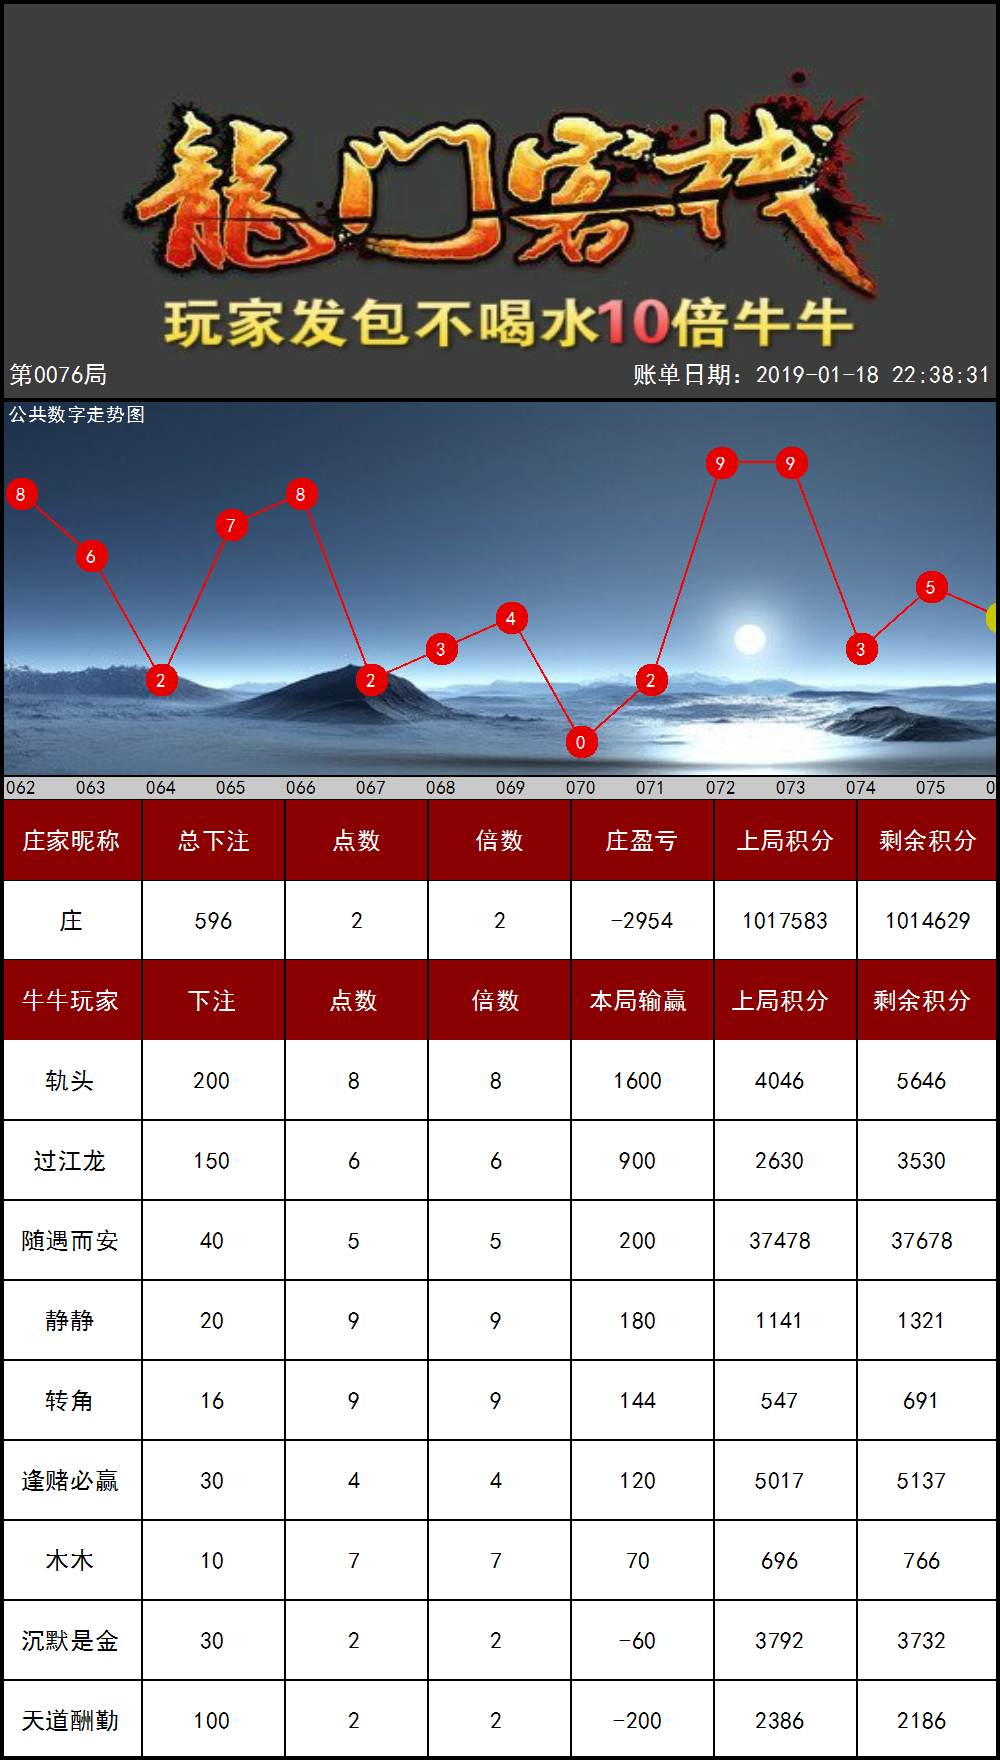 龍门客栈
玩家发包不喝水10倍牛牛
第0076局 账单日期：2019-01-18 22:38:31
公共数字走势图
8 6 2 7 8 2 3 4 0 2 9 9 3 5
062 063 064 065 066 067 068 069 070 071 072 073 074 075 0
庄家昵称 总下注 点数 倍数 庄盈亏 上局积分 剩余积分
庄 596 2 2 -2954 1017583 1014629
牛牛玩家 下注 点数 倍数 本局输赢 上局积分 剩余积分
轨头 200 8 8 1600 4046 5646
过江龙 150 6 6 900 2630 3530
随遇而安 40 5 5 200 37478 37678
静静 20 9 9 180 1141 1321
转角 16 9 9 144 547 691
逢赌必赢 30 4 4 120 5017 5137
木木 10 7 7 70 696 766
沉默是金 30 2 2 -60 3792 3732
天道酬勤 100 2 2 -200 2386 2186